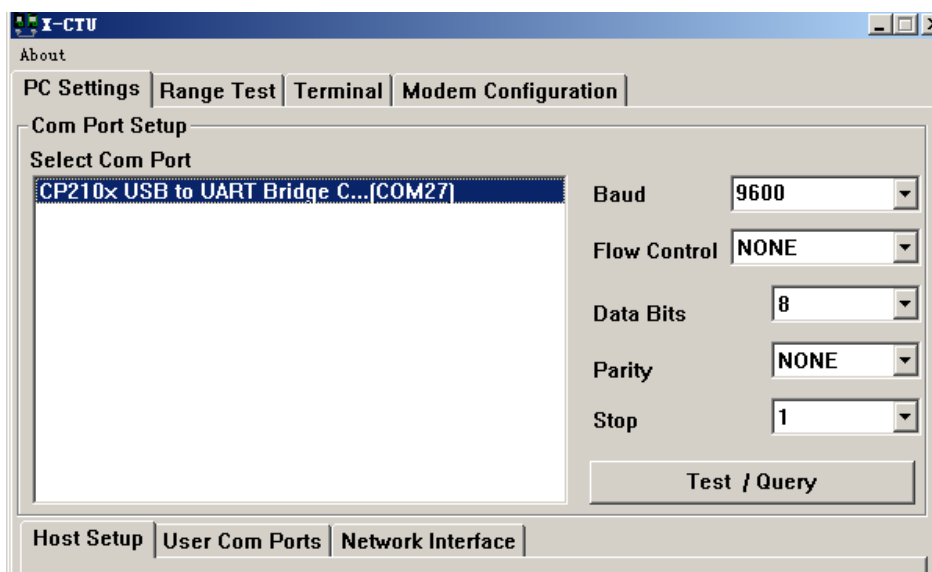 X-CTU
About
PC Settings Range Test Terminal Modem Configuration
Com Port Setup
Select Com Port
CP210x USB to UART Bridge C...(COM27)
Baud 9600
Flow Control NONE
Data Bits 8
Parity NONE
Stop 1
Test / Query
Host Setup User Com Ports Network Interface